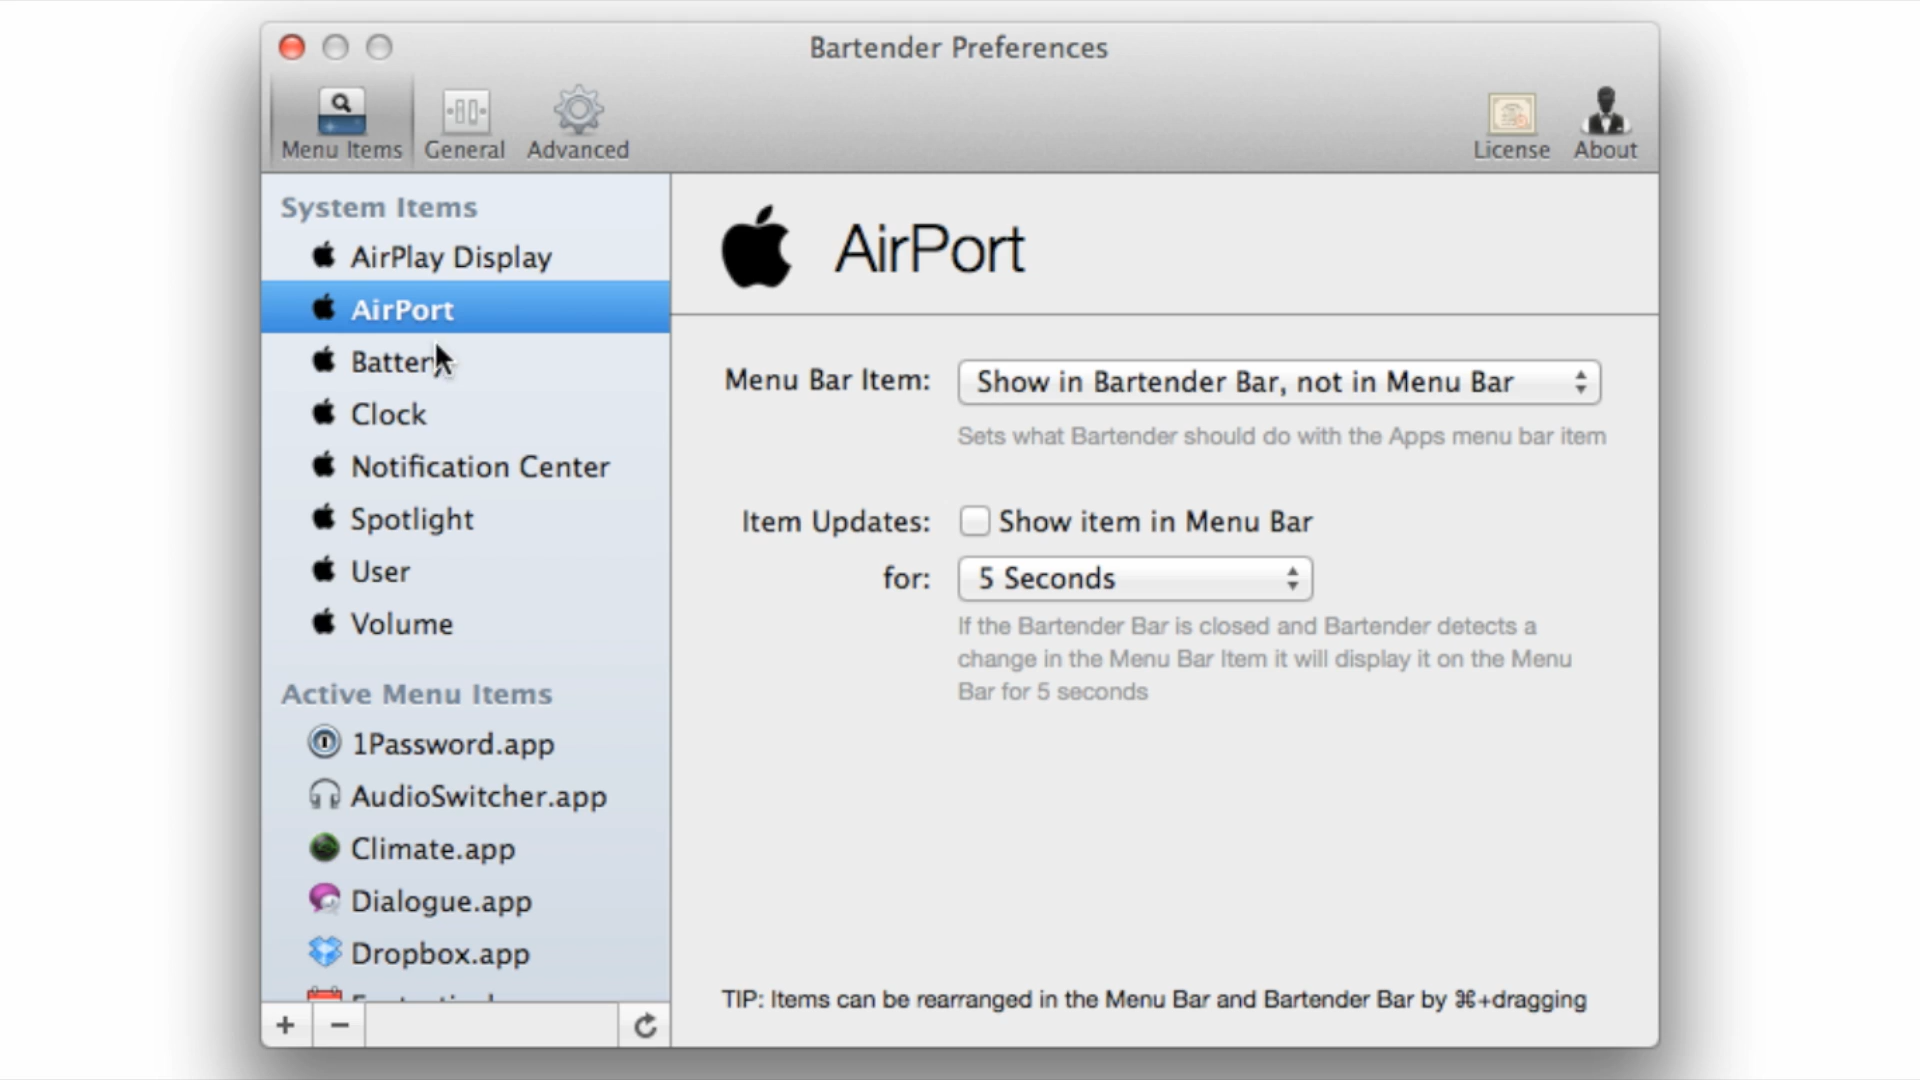 Bartender Preferences
Menu Items
General
Advanced
License
About
System Items
AirPlay Display
AirPort
Battery
Clock
Notification Center
Spotlight
User
Volume
Active Menu Items
1Password.app
AudioSwitcher.app
Climate.app
Dialogue.app
Dropbox.app
AirPort
Menu Bar Item: Show in Bartender Bar, not in Menu Bar
Sets what Bartender should do with the Apps menu bar item
Item Updates: Show item in Menu Bar
for: 5 Seconds
If the Bartender Bar is closed and Bartender detects a
change in the Menu Bar Item it will display it on the Menu
Bar for 5 seconds
TIP: Items can be rearranged in the Menu Bar and Bartender Bar by ⌘+dragging